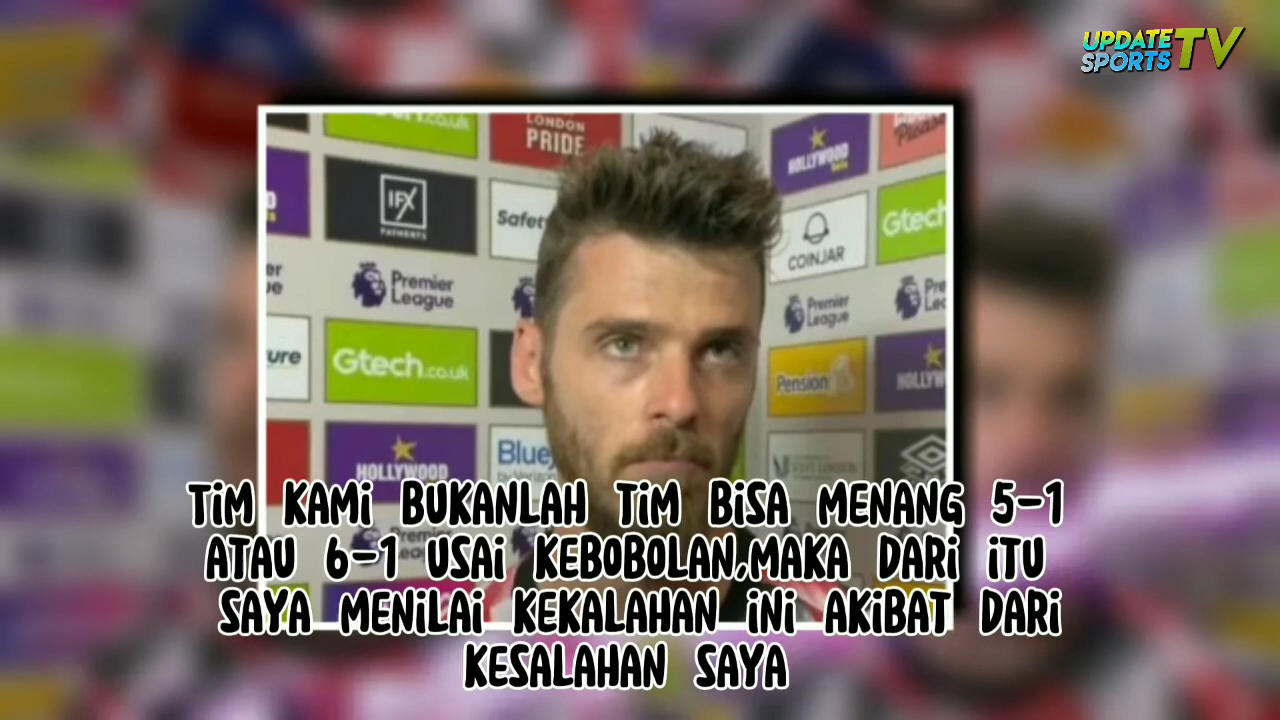 UPDATE
SPORTS TV
LONDON
PRIDE
HOLLYWOOD
bets
Please
IFX
PAYMENTS
Gtech
COINJAR
Premier
League
Premier
League
Gtech.co.uk
Pension
HOLLYWOOD
TiM KAMi BUKANLAH TiM BiSA MENANG 5-1
ATAU 6-1 USAi KEBOBOLAN,MAKA DARi iTU
SAYA MENiLAi KEKALAHAN iNi AKiBAT DARi
KESALAHAN SAYA